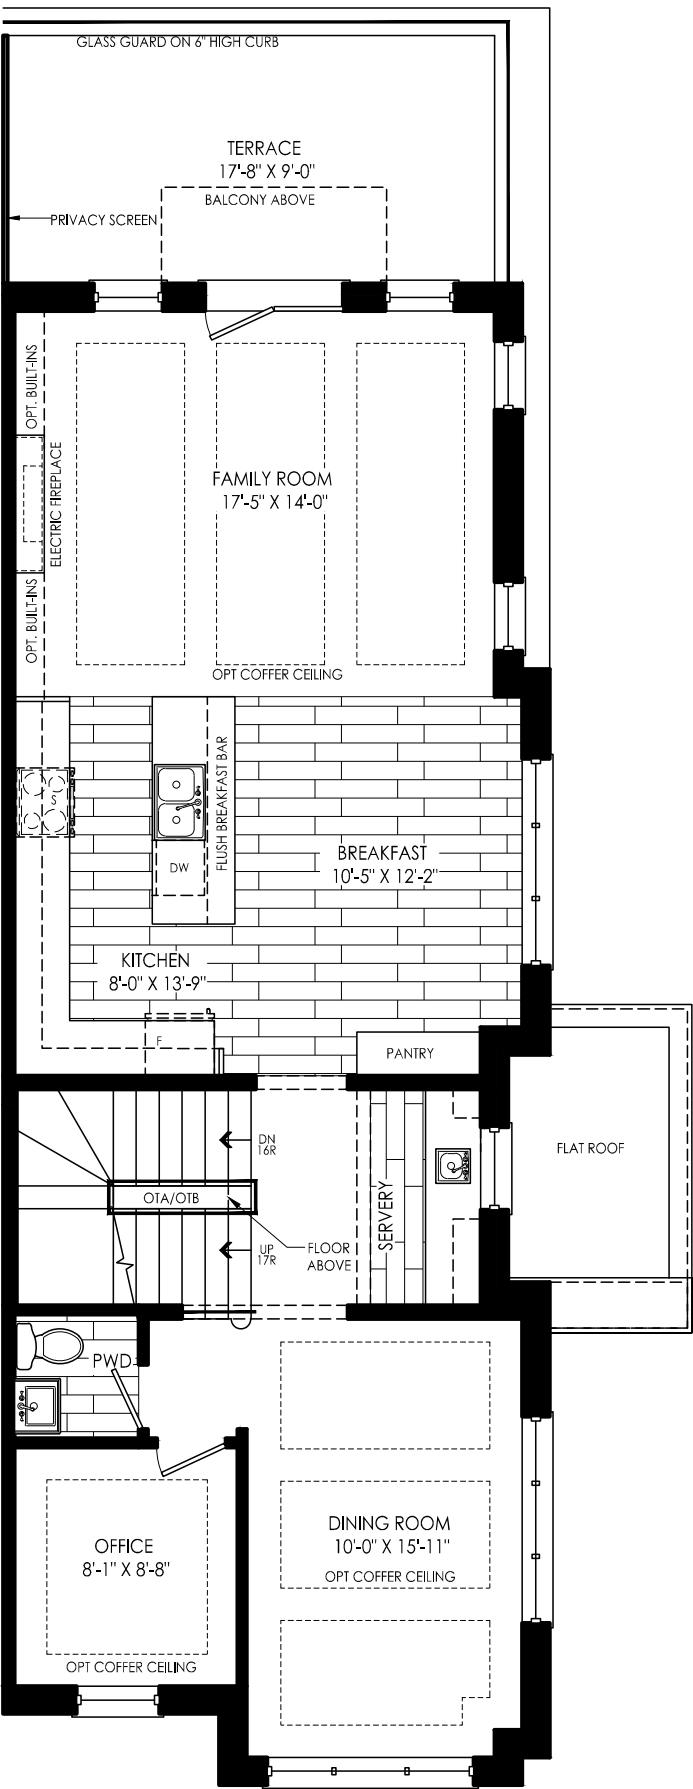 GLASS GUARD ON 6" HIGH CURB
TERRACE
17'-8" X 9'-0"
BALCONY ABOVE
PRIVACY SCREEN
OPT. BUILT-INS
ELECTRIC FIREPLACE
OPT. BUILT-INS
FAMILY ROOM
17'-5" X 14'-0"
OPT COFFER CEILING
S
FLUSH BREAKFAST BAR
DW
BREAKFAST
10'-5" X 12'-2"
KITCHEN
8'-0" X 13'-9"
F
PANTRY
DN
16R
FLAT ROOF
OTA/OTB
SERVERY
UP
17R
FLOOR
ABOVE
PWD
OFFICE
8'-1" X 8'-8"
OPT COFFER CEILING
DINING ROOM
10'-0" X 15'-11"
OPT COFFER CEILING